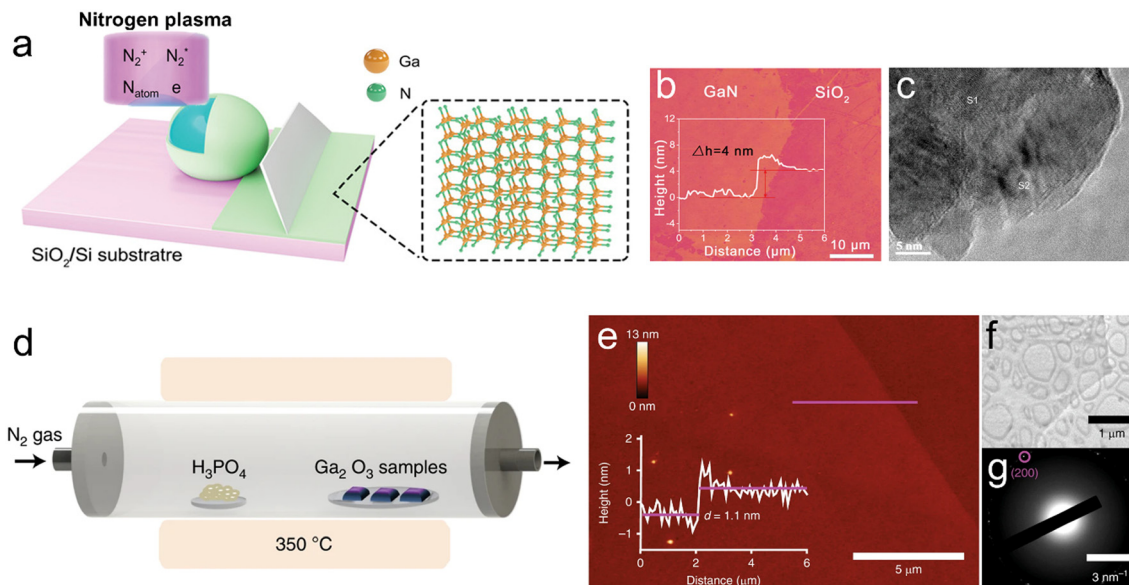 a
Nitrogen plasma
N₂⁺ N₂*
N_atom e
Ga
N
SiO₂/Si substratre
b
GaN SiO₂
Height (nm)
12
8
4
0
-4
△h=4 nm
0 1 2 3 4 5 6
Distance (μm)
10 μm
c
S1
S2
5 nm
d
N₂ gas
H₃PO₄
Ga₂ O₃ samples
350 °C
e
13 nm
0 nm
Height (nm)
2
1
0
−1
d = 1.1 nm
0 2 4 6
Distance (μm)
5 μm
f
1 μm
g
(200)
3 nm⁻¹